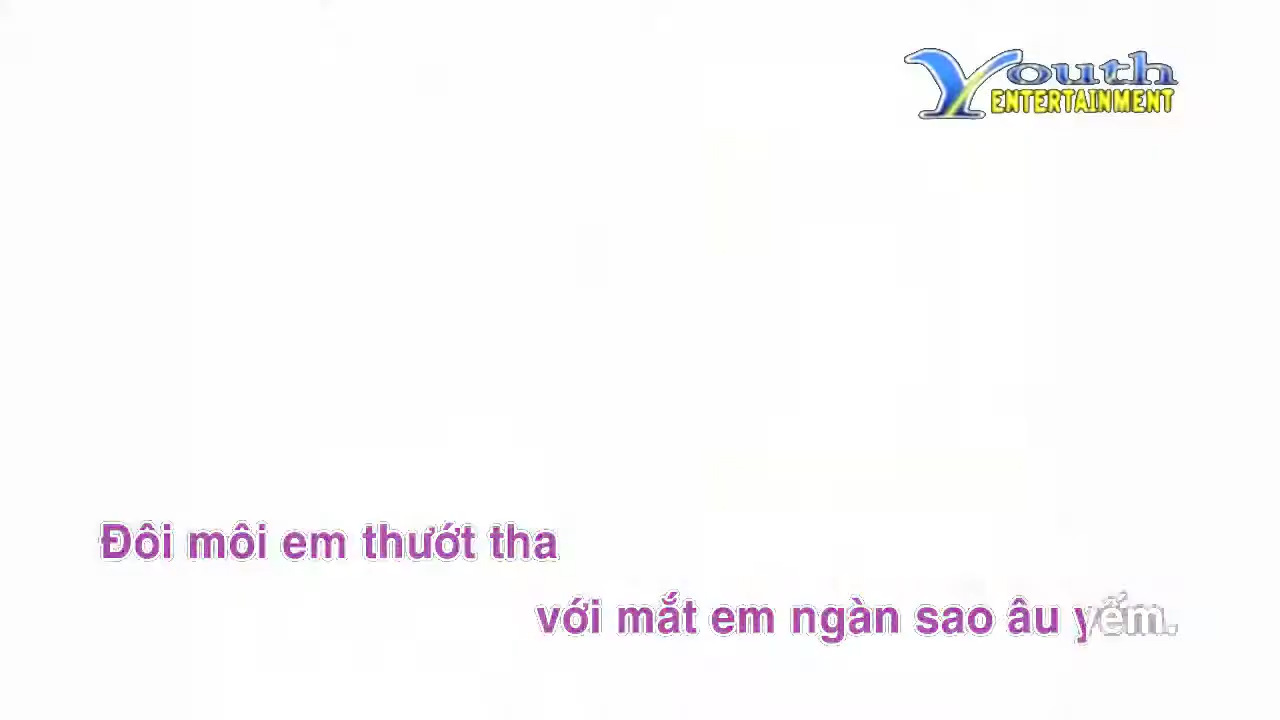 Youth
ENTERTAINMENT
Đôi môi em thướt tha
với mắt em ngàn sao âu yếm.